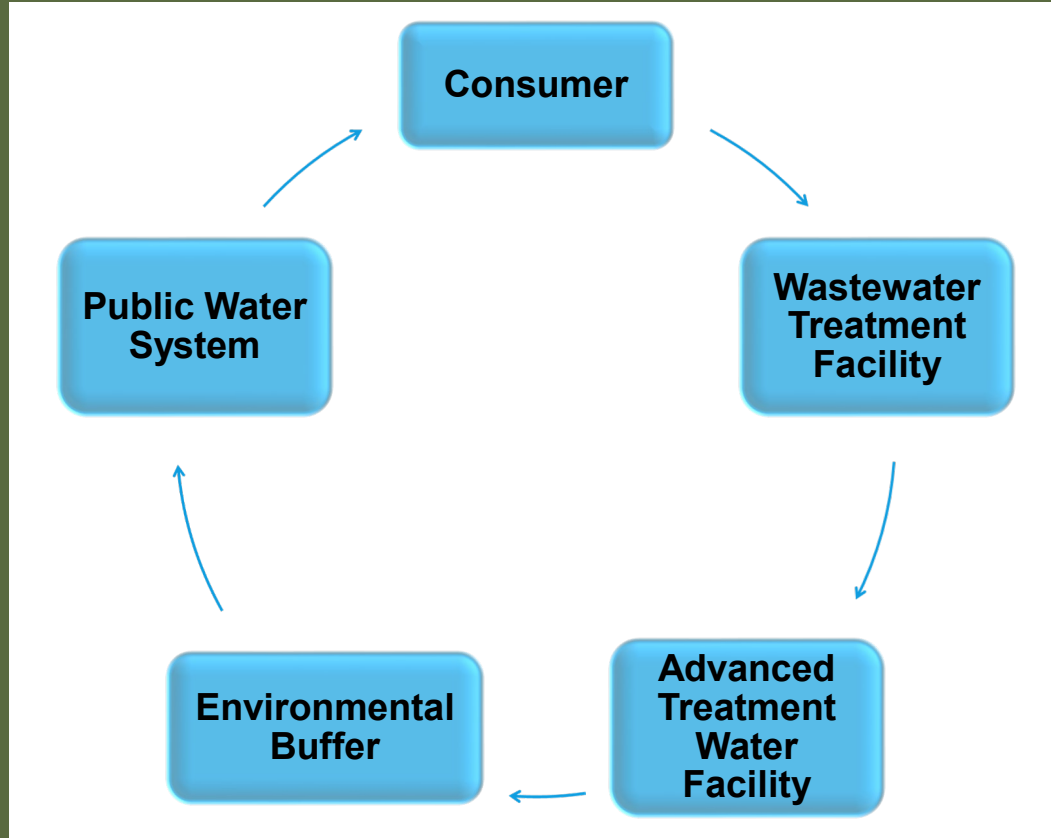 Consumer
Wastewater
Treatment
Facility
Advanced
Treatment
Water
Facility
Environmental
Buffer
Public Water
System